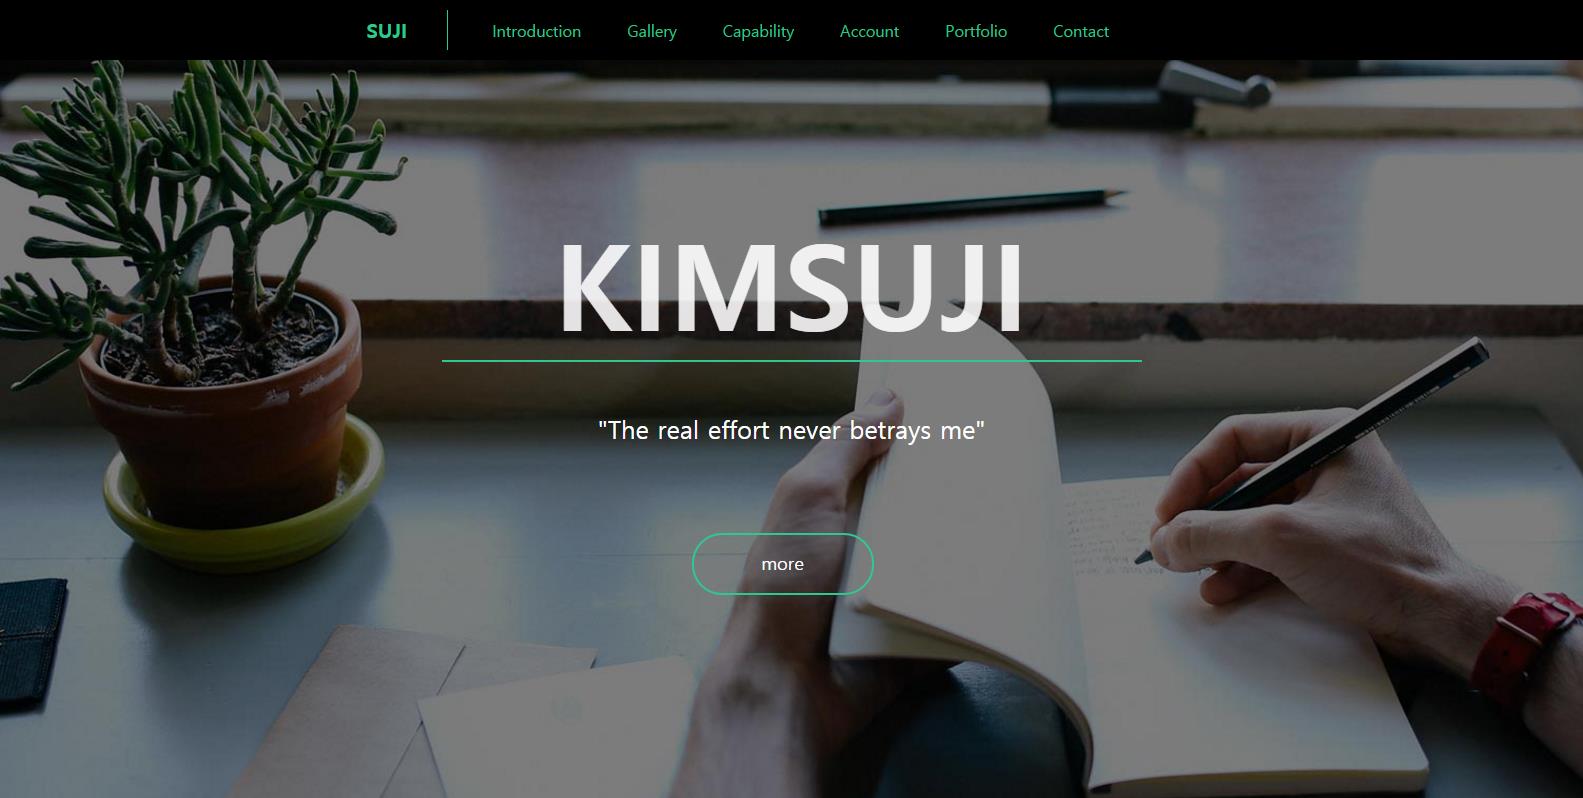 SUJI Introduction Gallery Capability Account Portfolio Contact
KIMSUJI
"The real effort never betrays me"
more